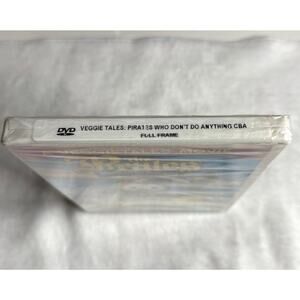 DVD VEGGIE TALES: PIRATES WHO DON'T DO ANYTHING CBA
FULL FRAME